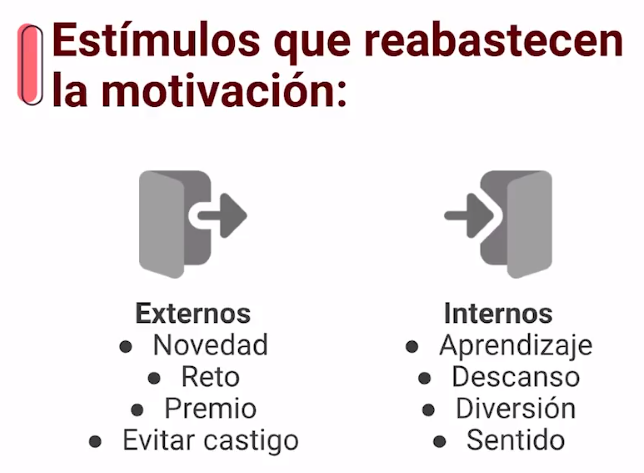 Estímulos que reabastecen
la motivación:
Externos
● Novedad
● Reto
● Premio
● Evitar castigo
Internos
● Aprendizaje
● Descanso
● Diversión
● Sentido